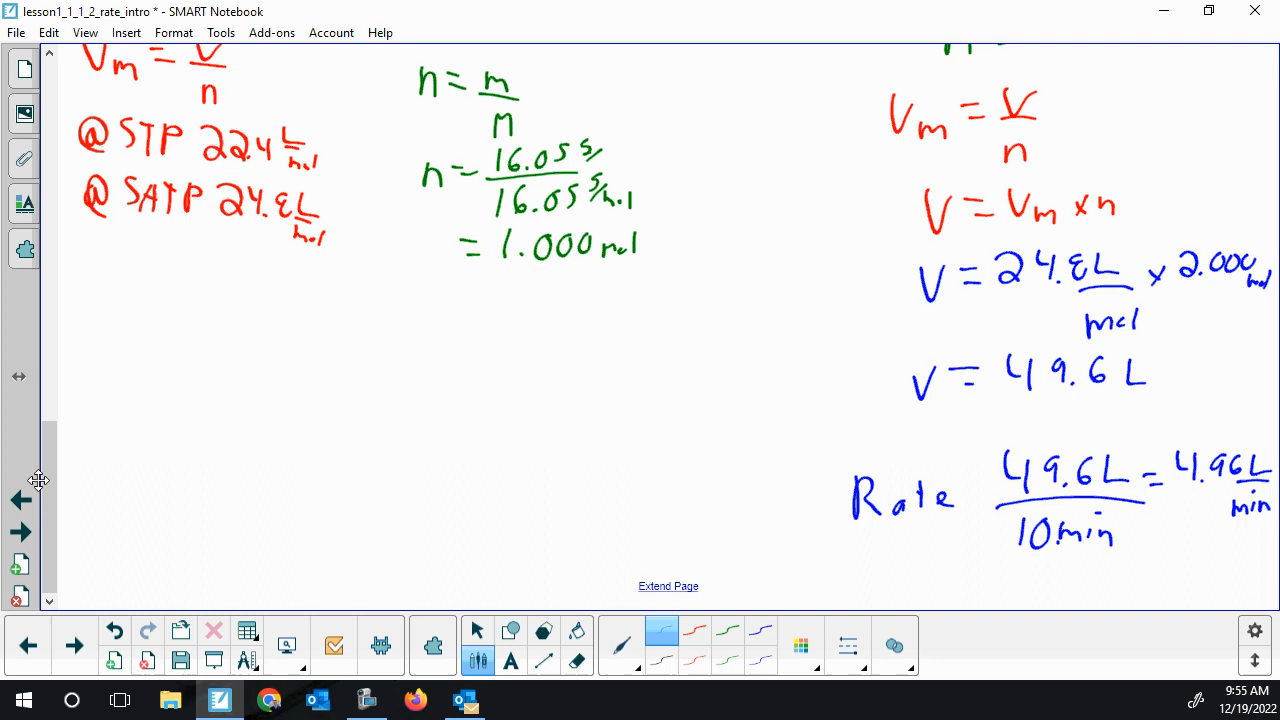 lesson1_1_1_2_rate_intro * - SMART Notebook
File Edit View Insert Format Tools Add-ons Account Help
Vm = V/n
@ STP 22.4 L/mol
@ SATP 24.8 L/mol
n = m/M
n = 16.05 g / 16.05 g/mol
= 1.000 mol
Vm = V/n
V = Vm × n
V = 24.8 L/mol × 2.000 mol
V = 49.6 L
Rate 49.6 L / 10. min = 4.96 L/min
Extend Page
9:55 AM
12/19/2022